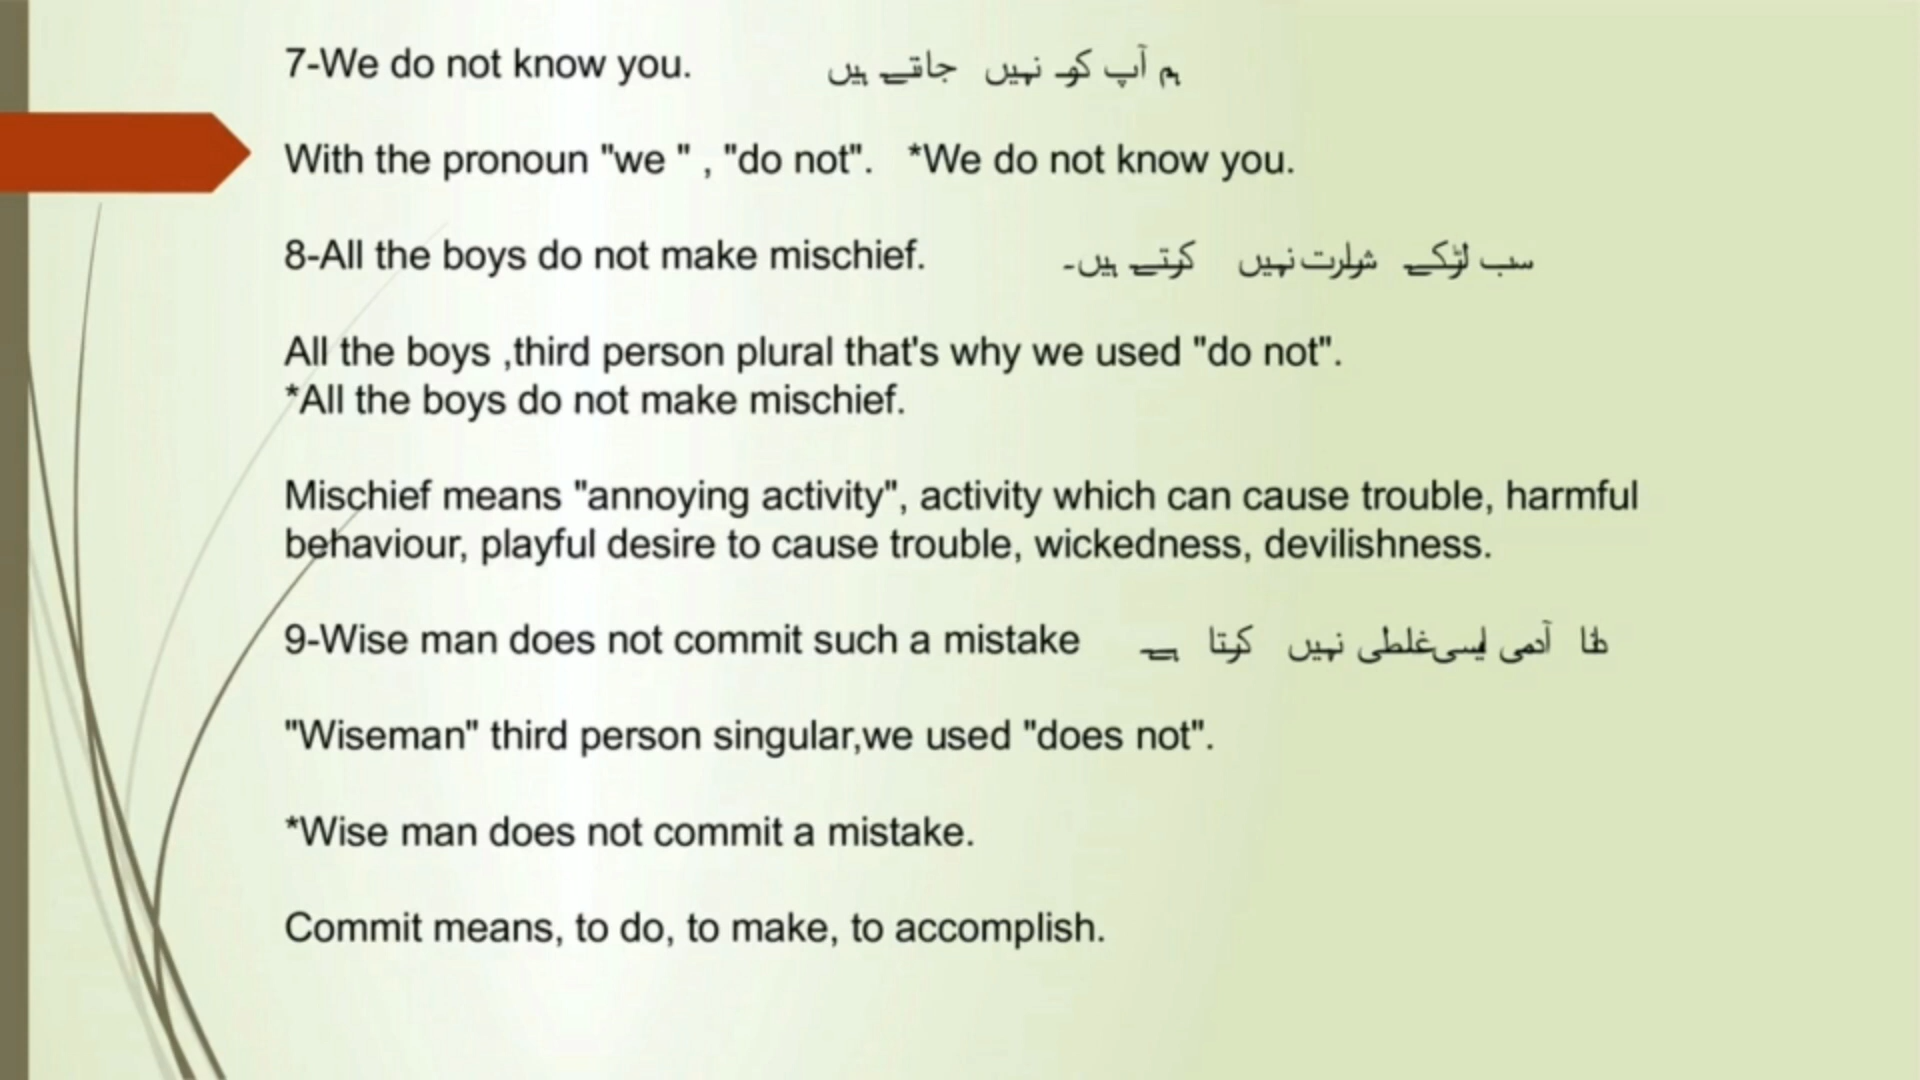 7-We do not know you. ہم آپ کو نہیں جانتے ہیں
With the pronoun "we " , "do not". *We do not know you.
8-All the boys do not make mischief. سب لڑکے شرارت نہیں کرتے ہیں۔
All the boys ,third person plural that's why we used "do not".
*All the boys do not make mischief.
Mischief means "annoying activity", activity which can cause trouble, harmful
behaviour, playful desire to cause trouble, wickedness, devilishness.
9-Wise man does not commit such a mistake دانا آدمی ایسی غلطی نہیں کرتا ہے
"Wiseman" third person singular,we used "does not".
*Wise man does not commit a mistake.
Commit means, to do, to make, to accomplish.